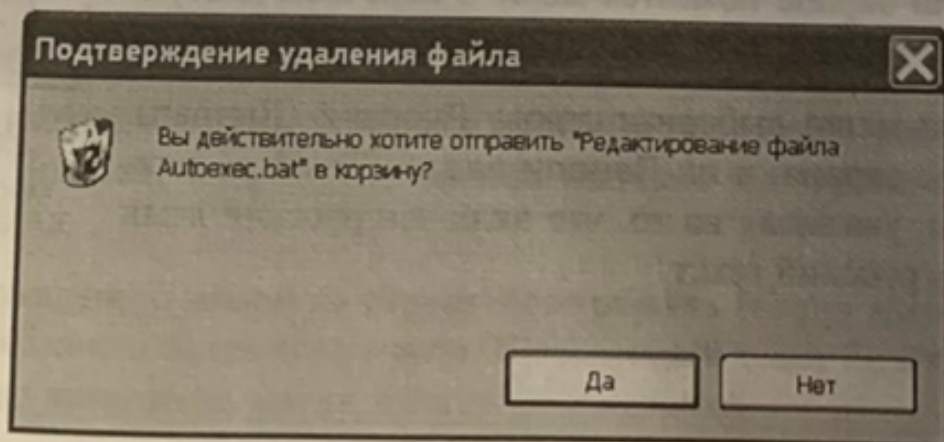 Подтверждение удаления файла
Вы действительно хотите отправить "Редактирование файла
Autoexec.bat" в корзину?
Да
Нет